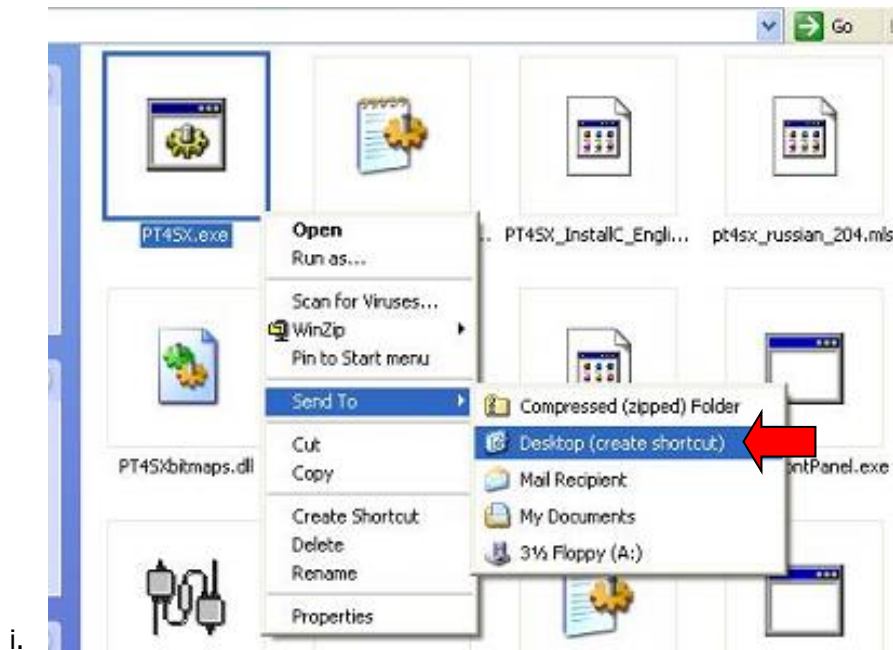 Go
PT4SX.exe
PT4SX_InstallC_Engli...
pt4sx_russian_204.mls
Open
Run as...
Scan for Viruses...
WinZip
Pin to Start menu
Send To
Compressed (zipped) Folder
Cut
Desktop (create shortcut)
Copy
Mail Recipient
PT4SXbitmaps.dll
ontPanel.exe
Create Shortcut
My Documents
Delete
3½ Floppy (A:)
Rename
Properties
i.